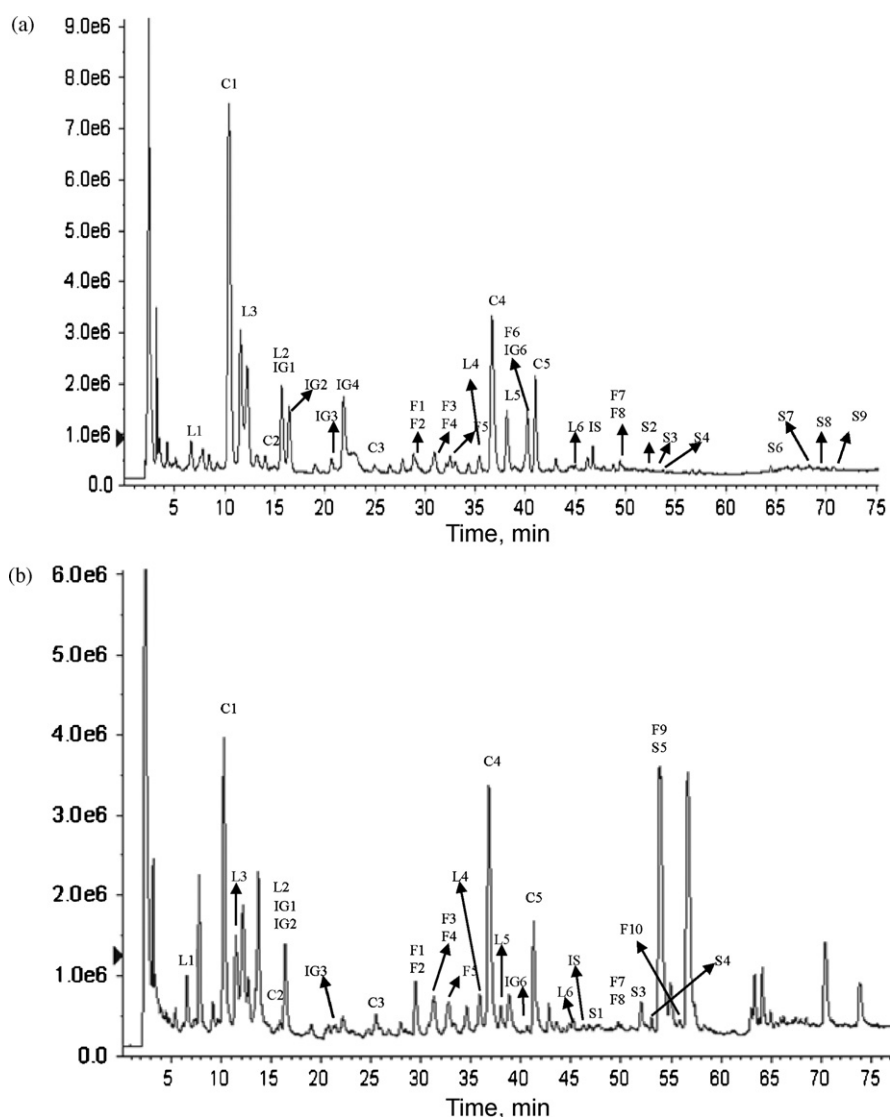 (a)
9.0e6
8.0e6
7.0e6
6.0e6
5.0e6
4.0e6
3.0e6
2.0e6
1.0e6
0.0
C1
L3
L1
C2
L2
IG1
IG2
IG3
IG4
C3
F1
F2
F3
F4
F5
L4
C4
L5
F6
IG6
C5
L6
IS
F7
F8
S2
S3
S4
S6
S7
S8
S9
5 10 15 20 25 30 35 40 45 50 55 60 65 70 75
Time, min
(b)
6.0e6
5.0e6
4.0e6
3.0e6
2.0e6
1.0e6
0.0
L1
C1
L3
C2
L2
IG1
IG2
IG3
C3
F1
F2
F3
F4
F5
L4
C4
L5
IG6
C5
L6
IS
S1
F7
F8
S3
F9
S5
F10
S4
5 10 15 20 25 30 35 40 45 50 55 60 65 70 75
Time, min